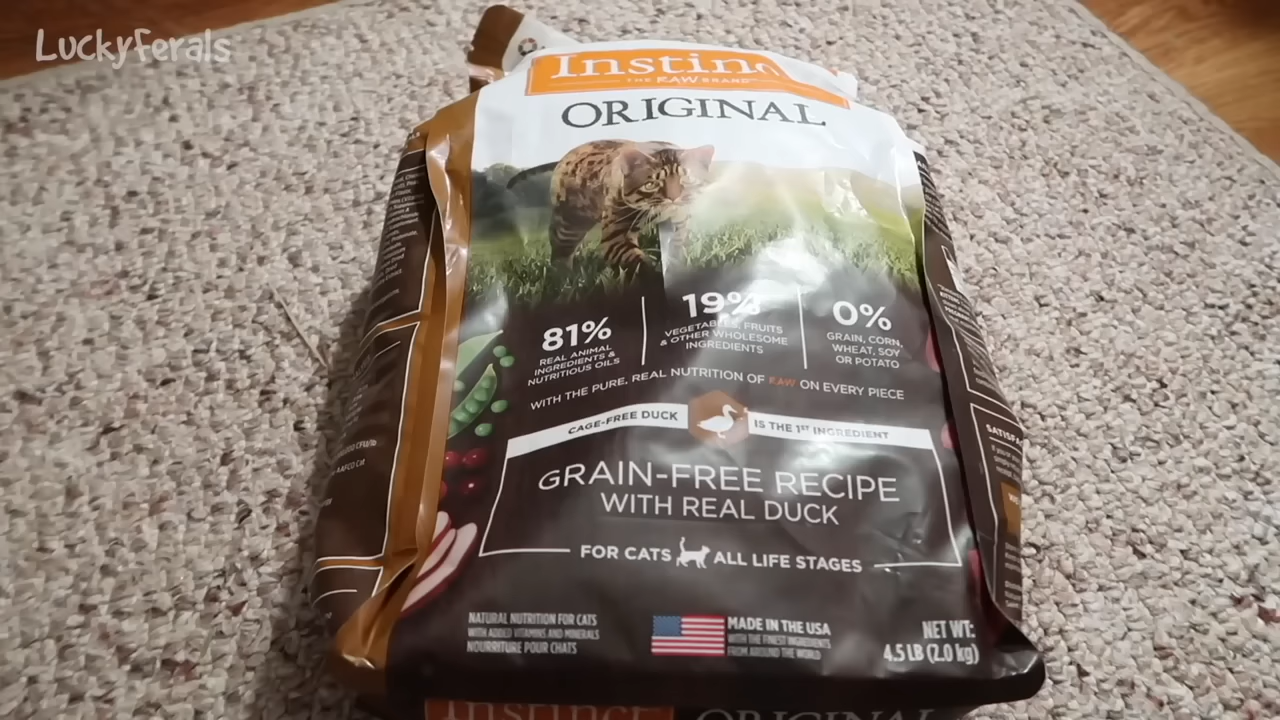 LuckyFerals
Instinct
THE RAW BRAND
ORIGINAL
81%
REAL ANIMAL
INGREDIENTS &
NUTRITIOUS OILS
19%
VEGETABLES, FRUITS
& OTHER WHOLESOME
INGREDIENTS
0%
GRAIN, CORN,
WHEAT, SOY
OR POTATO
WITH THE PURE, REAL NUTRITION OF RAW ON EVERY PIECE
CAGE-FREE DUCK IS THE 1ST INGREDIENT
GRAIN-FREE RECIPE
WITH REAL DUCK
FOR CATS ALL LIFE STAGES
NATURAL NUTRITION FOR CATS
WITH ADDED VITAMINS AND MINERALS
NOURRITURE POUR CHATS
MADE IN THE USA
WITH THE FINEST INGREDIENTS
FROM AROUND THE WORLD
NET WT:
4.5 LB (2.0 kg)
Instinct ORIGINAL